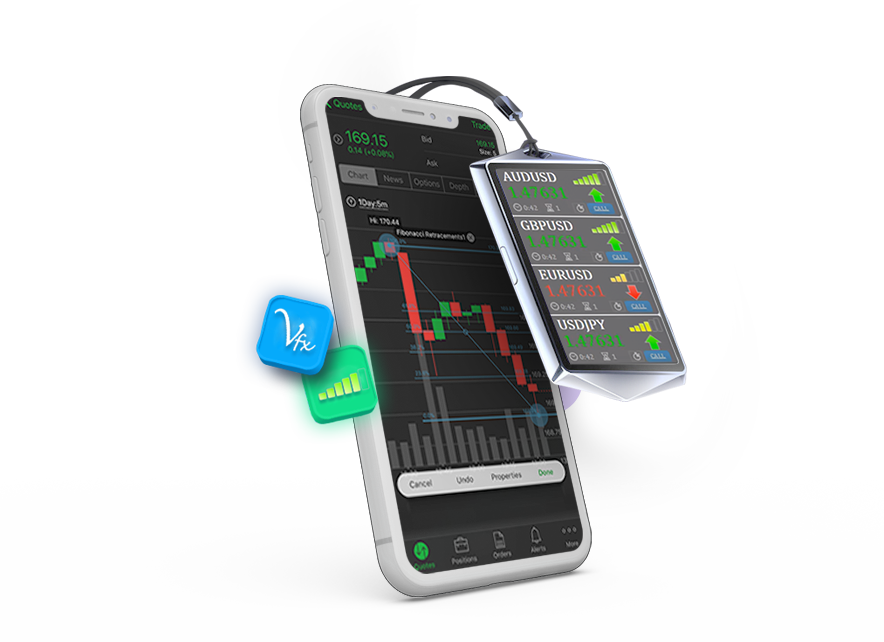 Quotes
Trade
169.15
0.14 (+0.08%)
Bid
169.15
Size: 5
Ask
Chart
News
Options
Depth
1Day:5m
Hi: 170.44
Fibonacci Retracements1
Cancel
Undo
Properties
Done
Quotes
Positions
Orders
Alerts
More
AUDUSD
1.47631
0:42
1
CALL
GBPUSD
1.47631
0:42
1
CALL
EURUSD
1.47631
0:42
1
CALL
USDJPY
1.47631
0:42
1
CALL
Vfx